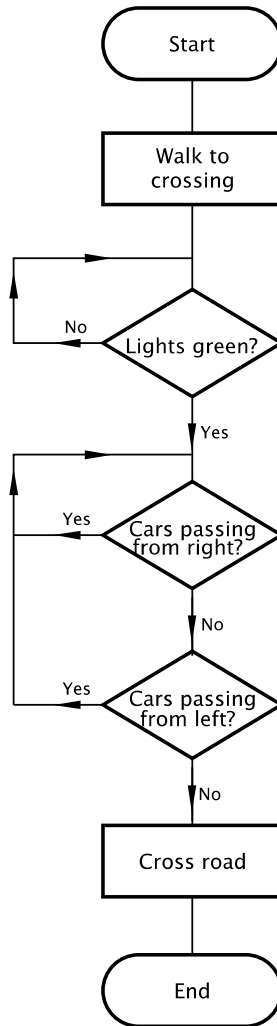 Start
Walk to
crossing
No
Lights green?
Yes
Yes
Cars passing
from right?
No
Yes
Cars passing
from left?
No
Cross road
End